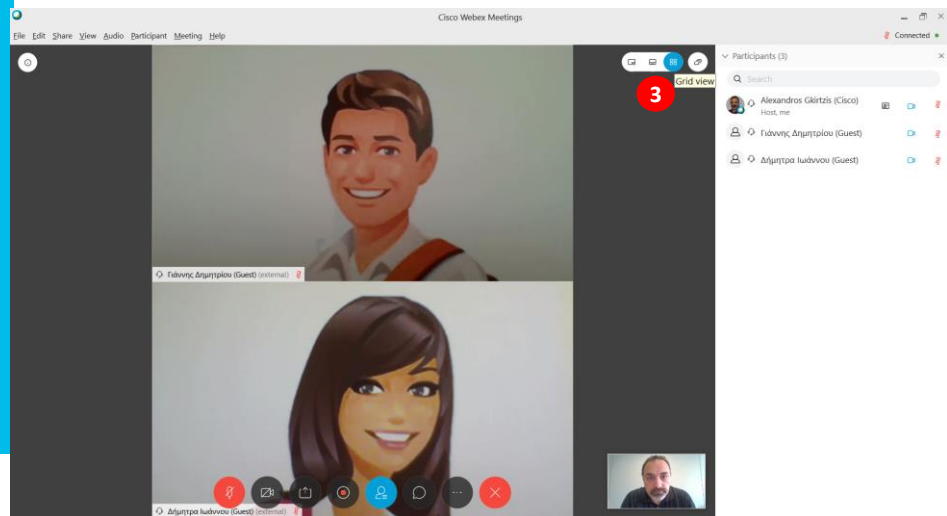 Cisco Webex Meetings
File Edit Share View Audio Participant Meeting Help
Connected
Participants (3)
Search
Grid view
3
Alexandros Gkirtzis (Cisco)
Host, me
Γιάννης Δημητρίου (Guest)
Δήμητρα Ιωάννου (Guest)
Γιάννης Δημητρίου (Guest) (external)
Δήμητρα Ιωάννου (Guest) (external)